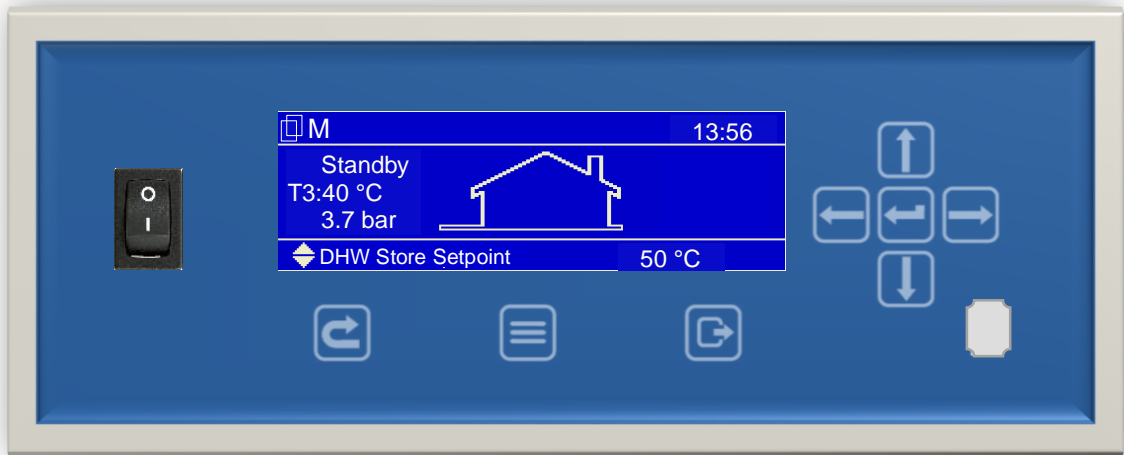 M 13:56
Standby
T3:40 °C
3.7 bar
DHW Store Setpoint 50 °C
O
I